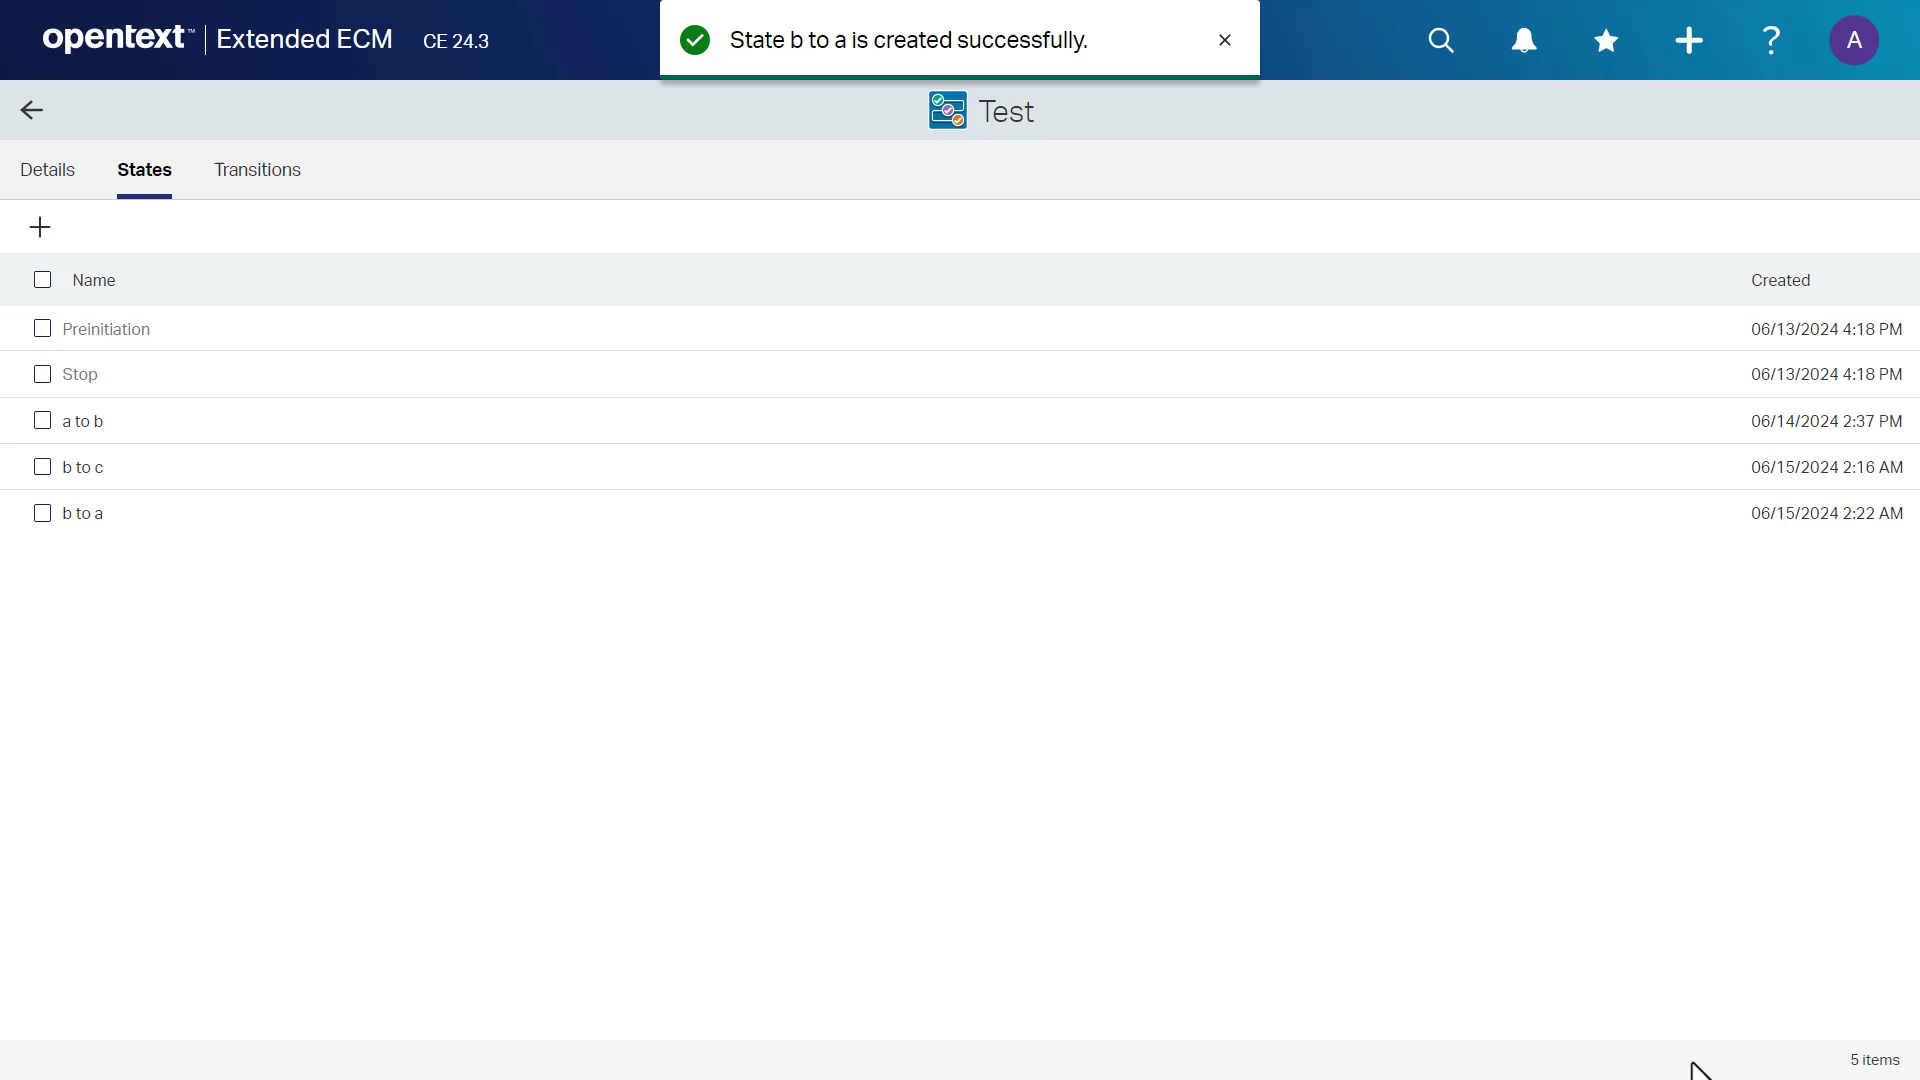 opentext™ | Extended ECM CE 24.3
State b to a is created successfully.
A
Test
Details States Transitions
Name Created
Preinitiation 06/13/2024 4:18 PM
Stop 06/13/2024 4:18 PM
a to b 06/14/2024 2:37 PM
b to c 06/15/2024 2:16 AM
b to a 06/15/2024 2:22 AM
5 items